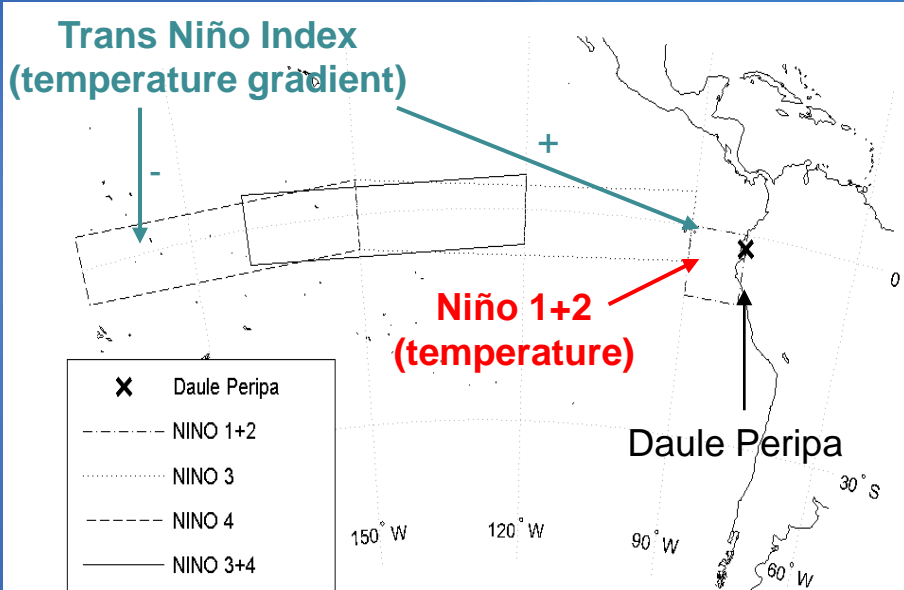 Trans Niño Index
(temperature gradient)
+
-
0
Niño 1+2
(temperature)
Daule Peripa
30° S
150° W
120° W
90° W
60° W
Daule Peripa
NINO 1+2
NINO 3
NINO 4
NINO 3+4